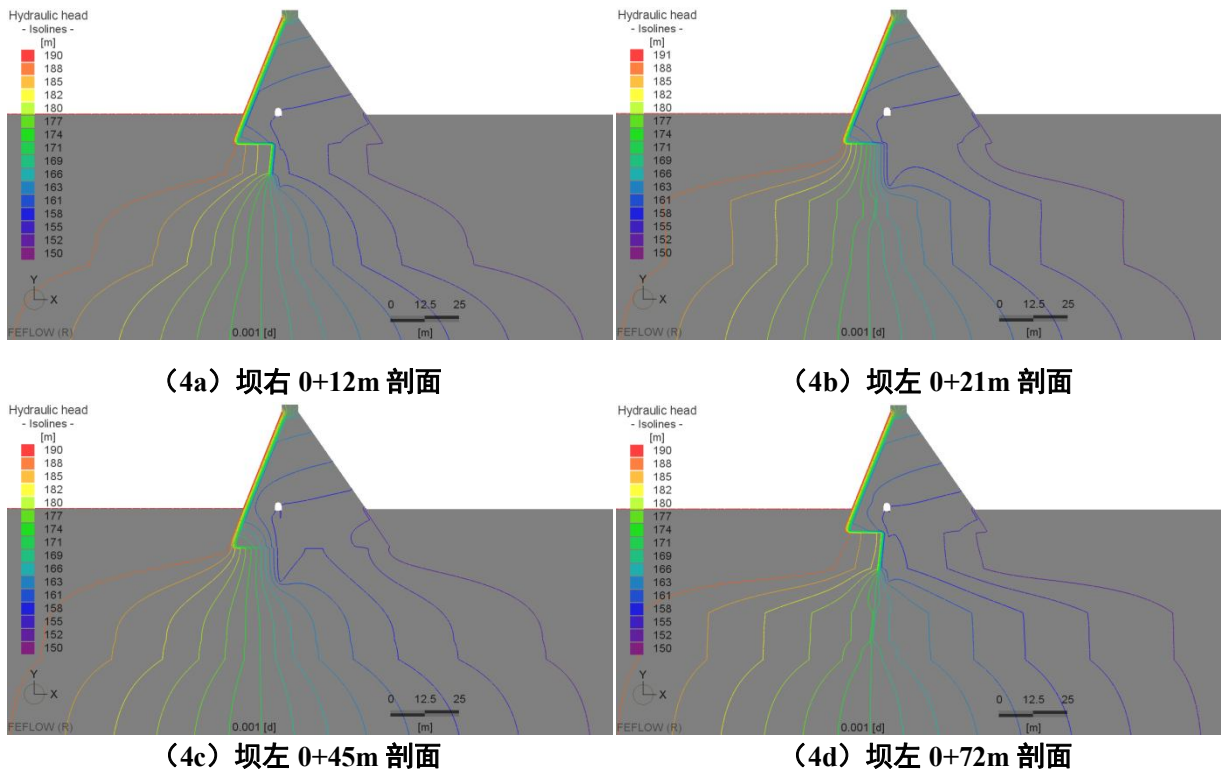 Hydraulic head
- Isolines -
[m]
190
188
185
182
180
177
174
171
169
166
163
161
158
155
152
150
Y
X
0 12.5 25
[m]
FEFLOW (R)
0.001 [d]
(4a)坝右 0+12m 剖面
Hydraulic head
- Isolines -
[m]
191
188
185
182
180
177
174
171
169
166
163
161
158
155
152
150
Y
X
0 12.5 25
[m]
FEFLOW (R)
0.001 [d]
(4b)坝左 0+21m 剖面
Hydraulic head
- Isolines -
[m]
190
188
185
182
180
177
174
171
169
166
163
161
158
155
152
150
Y
X
0 12.5 25
[m]
FEFLOW (R)
0.001 [d]
(4c)坝左 0+45m 剖面
Hydraulic head
- Isolines -
[m]
190
188
185
182
180
177
174
171
169
166
163
161
158
155
152
150
Y
X
0 12.5 25
[m]
FEFLOW (R)
0.001 [d]
(4d)坝左 0+72m 剖面